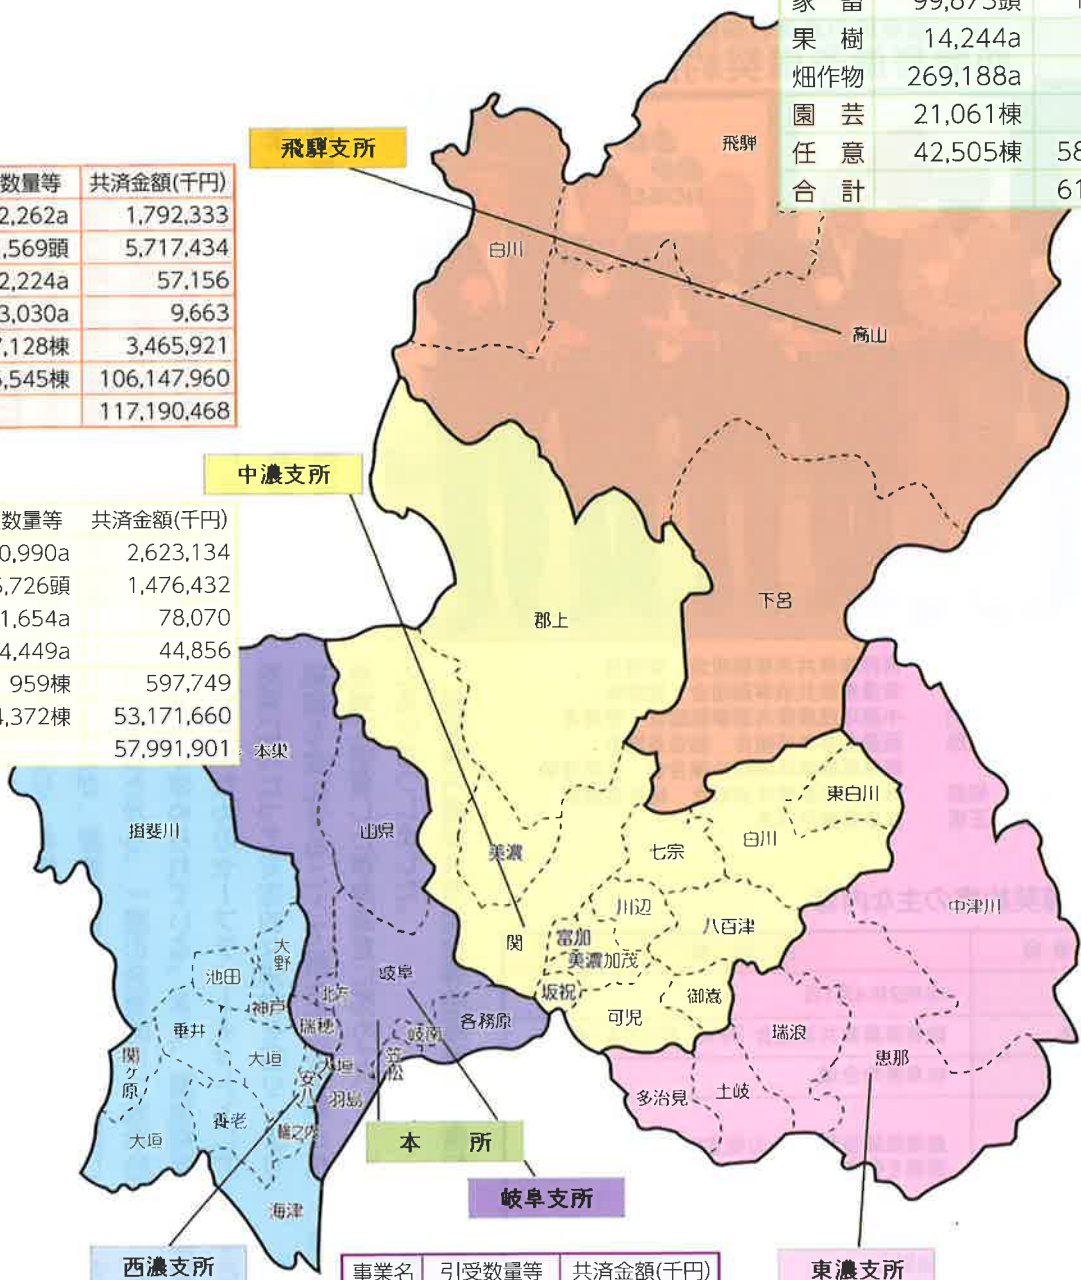 家 畜 99,873頭
果 樹 14,244a
畑作物 269,188a
園 芸 21,061棟
任 意 42,505棟 58
合 計 61
飛騨支所
数量等 共済金額(千円)
2,262a 1,792,333
,569頭 5,717,434
2,224a 57,156
3,030a 9,663
7,128棟 3,465,921
5,545棟 106,147,960
117,190,468
中濃支所
数量等 共済金額(千円)
0,990a 2,623,134
5,726頭 1,476,432
1,654a 78,070
4,449a 44,856
959棟 597,749
4,372棟 53,171,660
57,991,901
飛騨
白川
高山
下呂
郡上
本巣
揖斐川
山県
美濃
七宗
白川
東白川
川辺
八百津
中津川
関
富加
美濃加茂
坂祝
可児
御嵩
大野
池田
神戸
北方
岐阜
瑞穂
各務原
岐南
笠松
垂井
大垣
大垣
関ヶ原
安八
羽島
養老
輪之内
大垣
海津
瑞浪
恵那
多治見
土岐
本 所
岐阜支所
西濃支所
東濃支所
事業名 引受数量等 共済金額(千円)